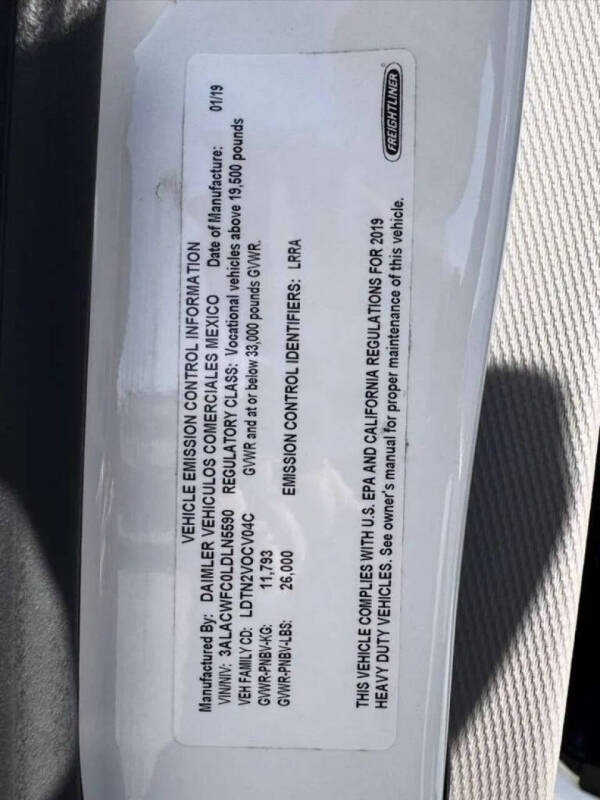 VEHICLE EMISSION CONTROL INFORMATION
Manufactured By: DAIMLER VEHICULOS COMERCIALES MEXICO Date of Manufacture: 01/19
VIN/NIV: 3ALACWFC0LDLN5590 REGULATORY CLASS: Vocational vehicles above 19,500 pounds
VEH FAMILY CD: LDTN2VOCV04C GVWR and at or below 33,000 pounds GVWR.
GVWR-PNBV-KG: 11,793
GVWR-PNBV-LBS: 26,000 EMISSION CONTROL IDENTIFIERS: LRRA
THIS VEHICLE COMPLIES WITH U.S. EPA AND CALIFORNIA REGULATIONS FOR 2019
HEAVY DUTY VEHICLES. See owner's manual for proper maintenance of this vehicle.
FREIGHTLINER